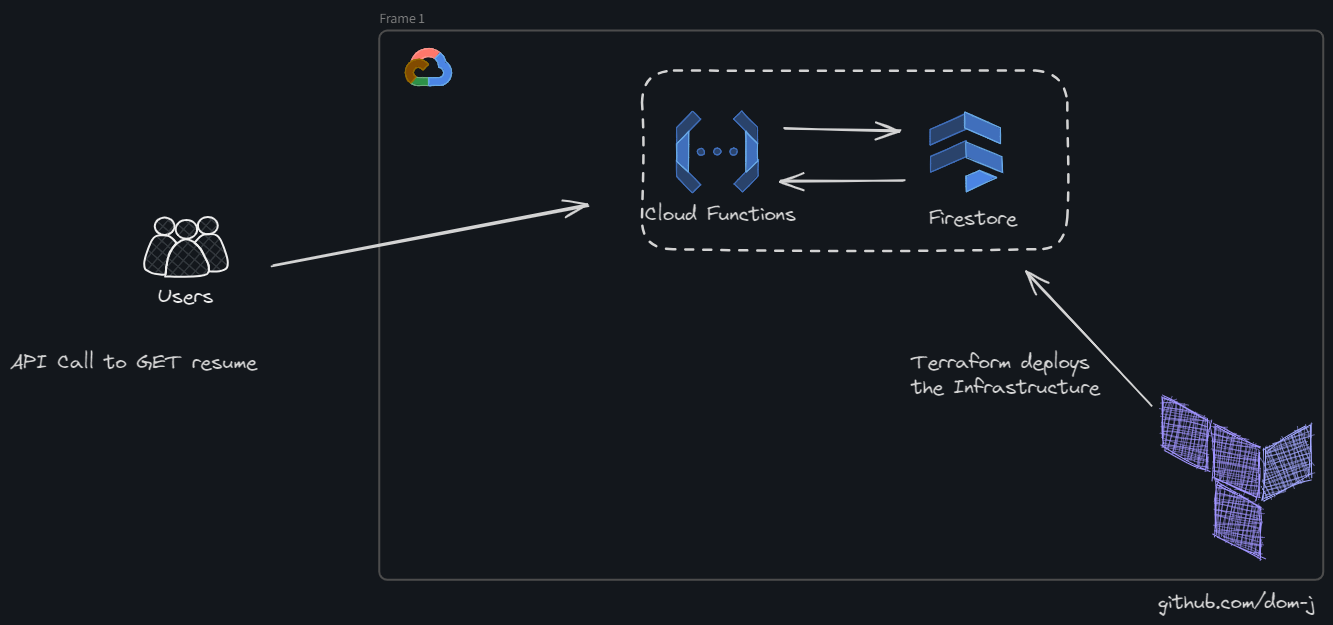 Frame 1
Cloud Functions
Firestore
Users
API Call to GET resume
Terraform deploys
the Infrastructure
github.com/dom-j